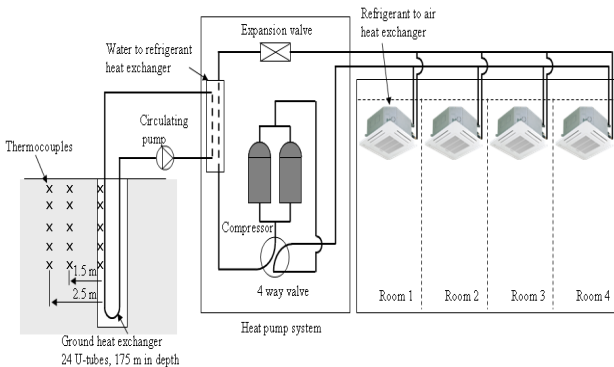 Expansion valve
Refrigerant to air
heat exchanger
Water to refrigerant
heat exchanger
Circulating
pump
Thermocouples
x x x
x x x
x x x
x x x
x x x
Compressor
1.5 m
2.5 m
4 way valve
Room 1
Room 2
Room 3
Room 4
Heat pump system
Ground heat exchanger
24 U-tubes, 175 m in depth